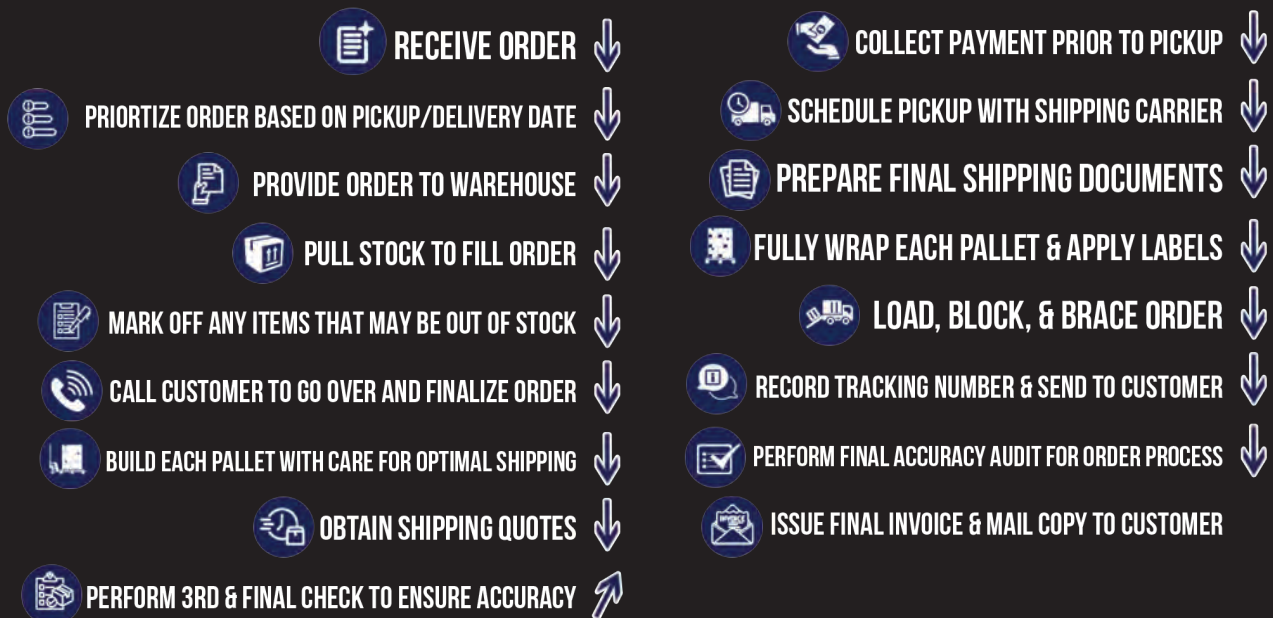 RECEIVE ORDER
PRIORTIZE ORDER BASED ON PICKUP/DELIVERY DATE
PROVIDE ORDER TO WAREHOUSE
PULL STOCK TO FILL ORDER
MARK OFF ANY ITEMS THAT MAY BE OUT OF STOCK
CALL CUSTOMER TO GO OVER AND FINALIZE ORDER
BUILD EACH PALLET WITH CARE FOR OPTIMAL SHIPPING
OBTAIN SHIPPING QUOTES
PERFORM 3RD & FINAL CHECK TO ENSURE ACCURACY
COLLECT PAYMENT PRIOR TO PICKUP
SCHEDULE PICKUP WITH SHIPPING CARRIER
PREPARE FINAL SHIPPING DOCUMENTS
FULLY WRAP EACH PALLET & APPLY LABELS
LOAD, BLOCK, & BRACE ORDER
RECORD TRACKING NUMBER & SEND TO CUSTOMER
PERFORM FINAL ACCURACY AUDIT FOR ORDER PROCESS
INVOICE
ISSUE FINAL INVOICE & MAIL COPY TO CUSTOMER